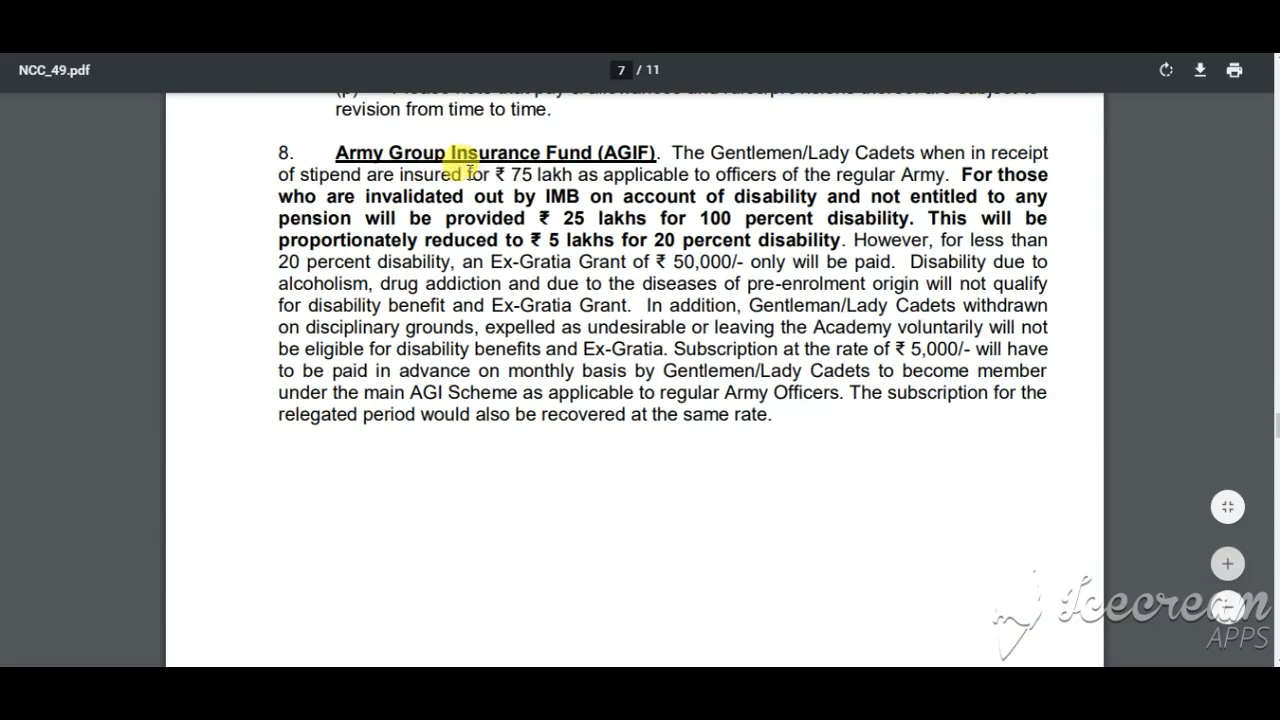 NCC_49.pdf
7 / 11
revision from time to time.
8. Army Group Insurance Fund (AGIF). The Gentlemen/Lady Cadets when in receipt
of stipend are insured for ₹ 75 lakh as applicable to officers of the regular Army. For those
who are invalidated out by IMB on account of disability and not entitled to any
pension will be provided ₹ 25 lakhs for 100 percent disability. This will be
proportionately reduced to ₹ 5 lakhs for 20 percent disability. However, for less than
20 percent disability, an Ex-Gratia Grant of ₹ 50,000/- only will be paid. Disability due to
alcoholism, drug addiction and due to the diseases of pre-enrolment origin will not qualify
for disability benefit and Ex-Gratia Grant. In addition, Gentleman/Lady Cadets withdrawn
on disciplinary grounds, expelled as undesirable or leaving the Academy voluntarily will not
be eligible for disability benefits and Ex-Gratia. Subscription at the rate of ₹ 5,000/- will have
to be paid in advance on monthly basis by Gentlemen/Lady Cadets to become member
under the main AGI Scheme as applicable to regular Army Officers. The subscription for the
relegated period would also be recovered at the same rate.
Icecream
APPS